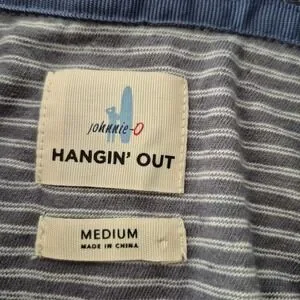 johnnie-O
HANGIN' OUT
MEDIUM
MADE IN CHINA